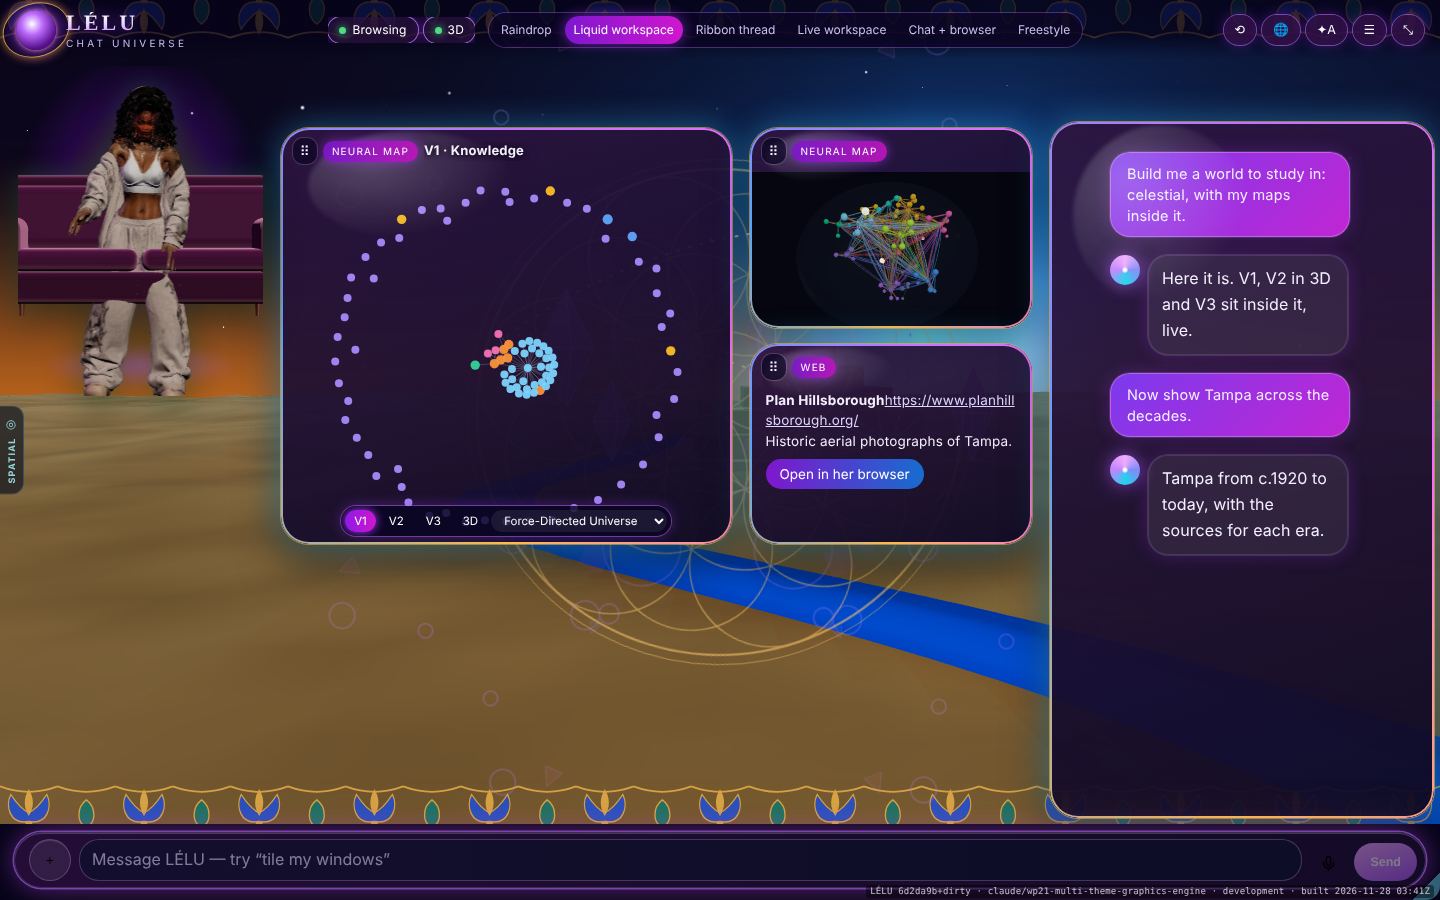 LÉLU
CHAT UNIVERSE
Browsing
3D
Raindrop
Liquid workspace
Ribbon thread
Live workspace
Chat + browser
Freestyle
✦A
SPATIAL
NEURAL MAP
V1 · Knowledge
V1
V2
V3
3D
Force-Directed Universe
NEURAL MAP
WEB
Plan Hillsboroughhttps://www.planhill
sborough.org/
Historic aerial photographs of Tampa.
Open in her browser
Build me a world to study in:
celestial, with my maps
inside it.
Here it is. V1, V2 in 3D
and V3 sit inside it,
live.
Now show Tampa across the
decades.
Tampa from c.1920 to
today, with the
sources for each era.
+
Message LÉLU — try “tile my windows”
Send
LÉLU 6d2da9b+dirty · claude/wp21-multi-theme-graphics-engine · development · built 2026-11-28 03:41Z